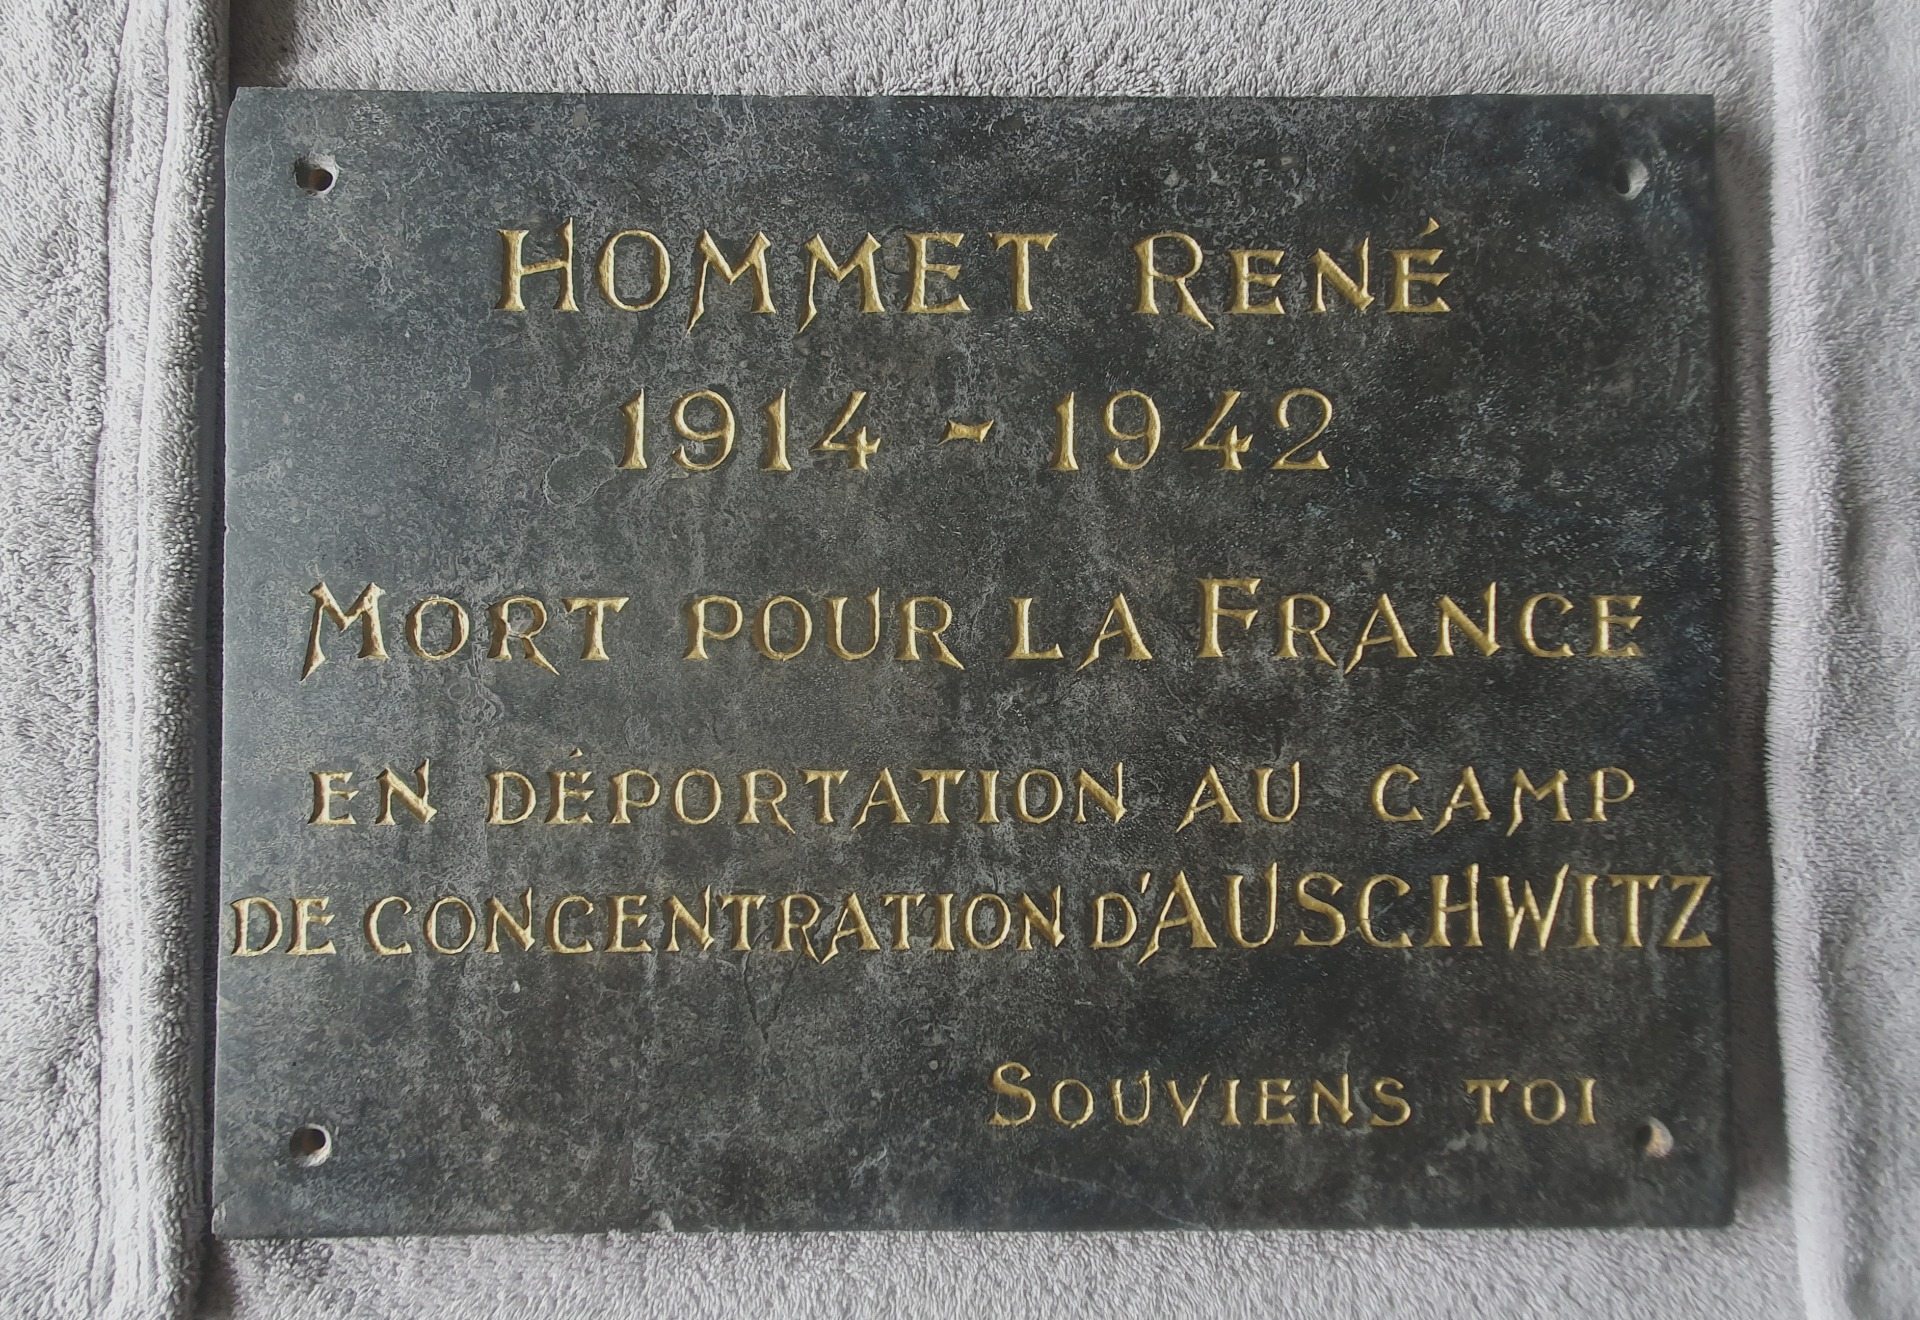 HOMMET RENÉ
1914 - 1942
MORT POUR LA FRANCE
EN DÉPORTATION AU CAMP
DE CONCENTRATION D'AUSCHWITZ
SOUVIENS TOI